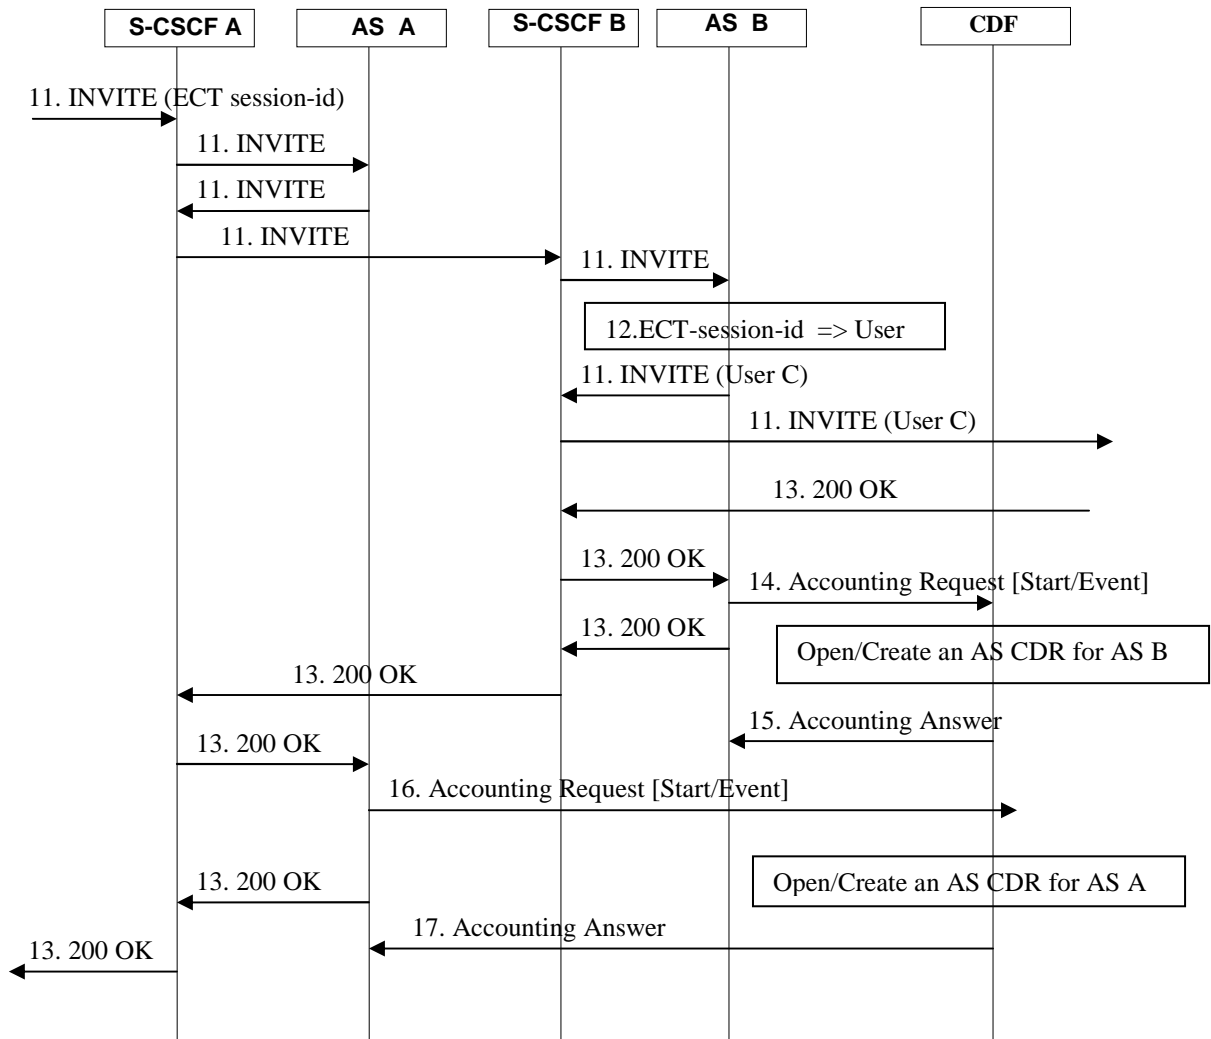 S-CSCF A
AS A
S-CSCF B
AS B
CDF
11. INVITE (ECT session-id)
11. INVITE
11. INVITE
11. INVITE
11. INVITE
12.ECT-session-id => User
11. INVITE (User C)
11. INVITE (User C)
13. 200 OK
13. 200 OK
14. Accounting Request [Start/Event]
13. 200 OK
Open/Create an AS CDR for AS B
13. 200 OK
15. Accounting Answer
13. 200 OK
16. Accounting Request [Start/Event]
Open/Create an AS CDR for AS A
13. 200 OK
17. Accounting Answer
13. 200 OK